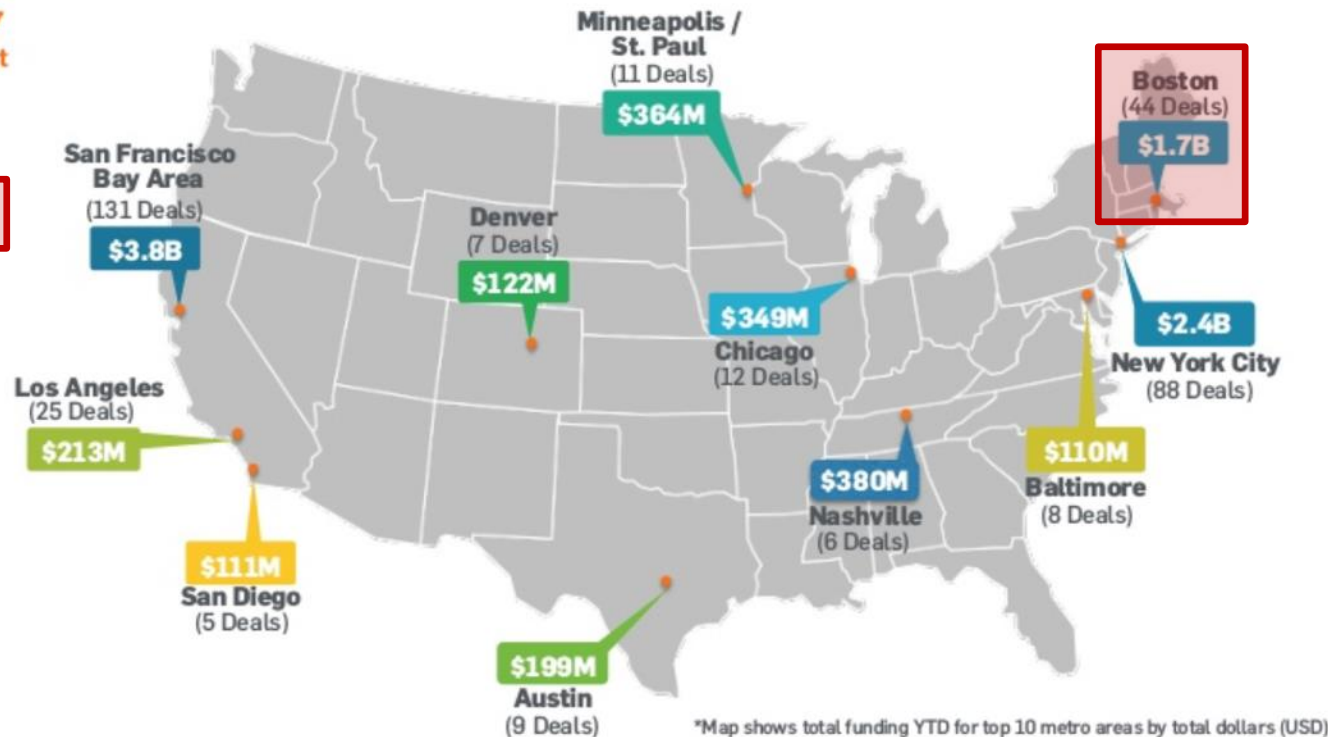 Minneapolis /
St. Paul
(11 Deals)
$364M
Boston
(44 Deals)
$1.7B
San Francisco
Bay Area
(131 Deals)
$3.8B
Denver
(7 Deals)
$122M
$349M
Chicago
(12 Deals)
$2.4B
New York City
(88 Deals)
Los Angeles
(25 Deals)
$213M
$380M
Nashville
(6 Deals)
$110M
Baltimore
(8 Deals)
$111M
San Diego
(5 Deals)
$199M
Austin
(9 Deals)
*Map shows total funding YTD for top 10 metro areas by total dollars (USD)